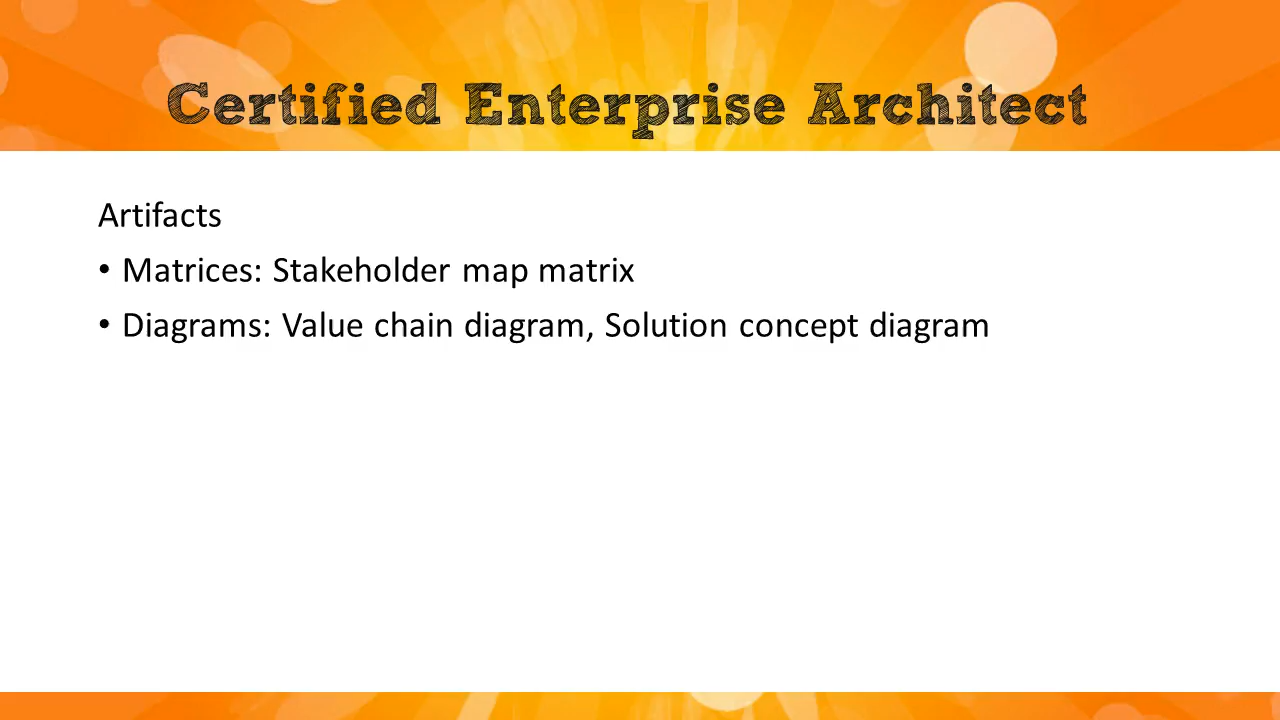 Certified Enterprise Architect
Artifacts
• Matrices: Stakeholder map matrix
• Diagrams: Value chain diagram, Solution concept diagram